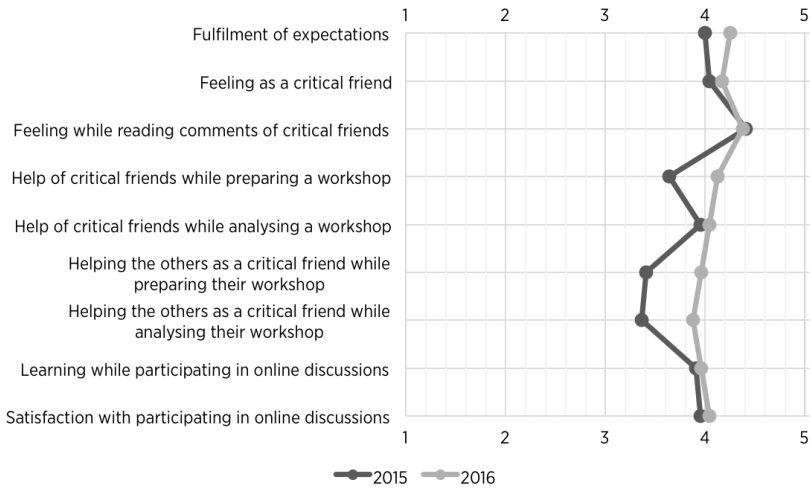 1 2 3 4 5
Fulfilment of expectations
Feeling as a critical friend
Feeling while reading comments of critical friends
Help of critical friends while preparing a workshop
Help of critical friends while analysing a workshop
Helping the others as a critical friend while
preparing their workshop
Helping the others as a critical friend while
analysing their workshop
Learning while participating in online discussions
Satisfaction with participating in online discussions
1 2 3 4 5
2015 2016